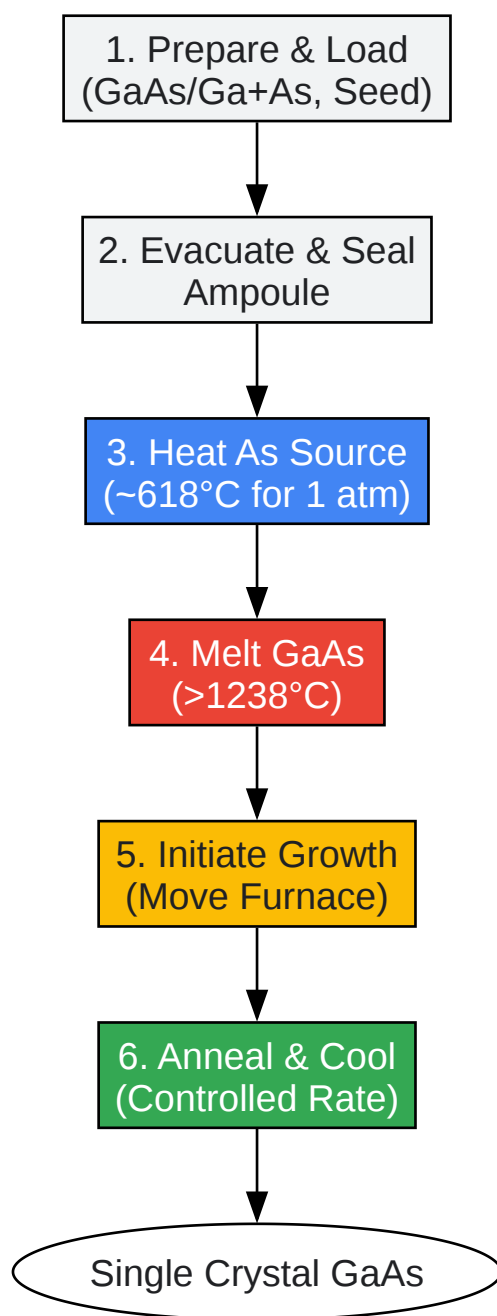 1. Prepare & Load
(GaAs/Ga+As, Seed)
2. Evacuate & Seal
Ampoule
3. Heat As Source
(~618°C for 1 atm)
4. Melt GaAs
(>1238°C)
5. Initiate Growth
(Move Furnace)
6. Anneal & Cool
(Controlled Rate)
Single Crystal GaAs